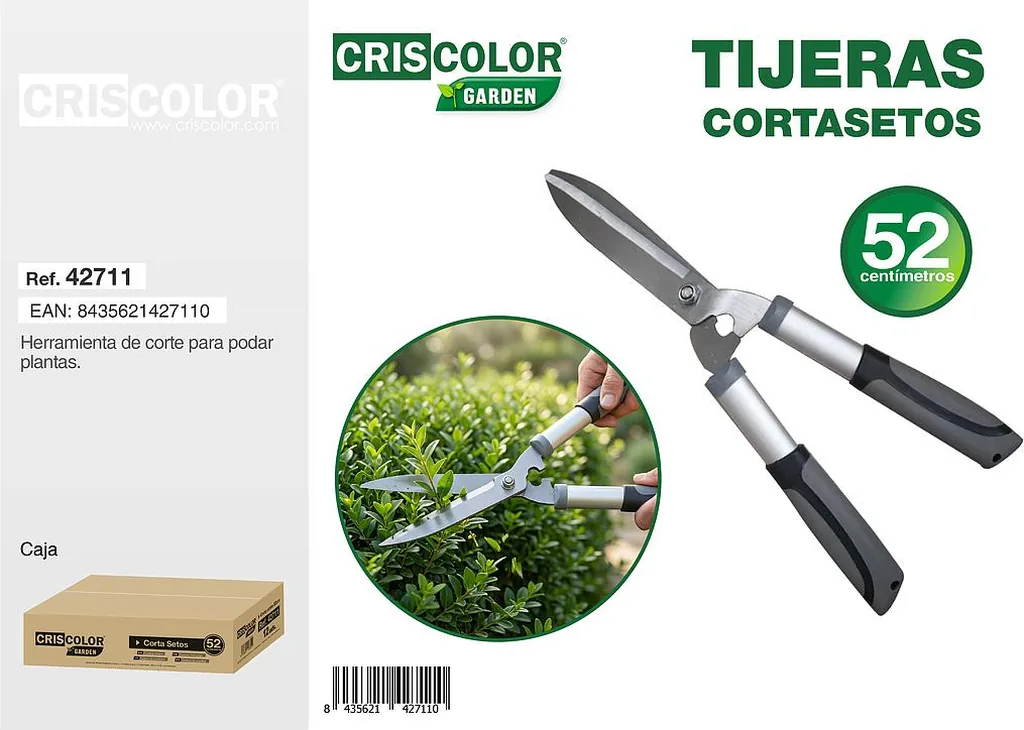 CRISCOLOR®
www.criscolor.com
Ref. 42711
EAN: 8435621427110
Herramienta de corte para podar
plantas.
Caja
CRISCOLOR
GARDEN
Corta Setos
52
CRISCOLOR®
GARDEN
TIJERAS
CORTASETOS
52
centímetros
8 435621 427110